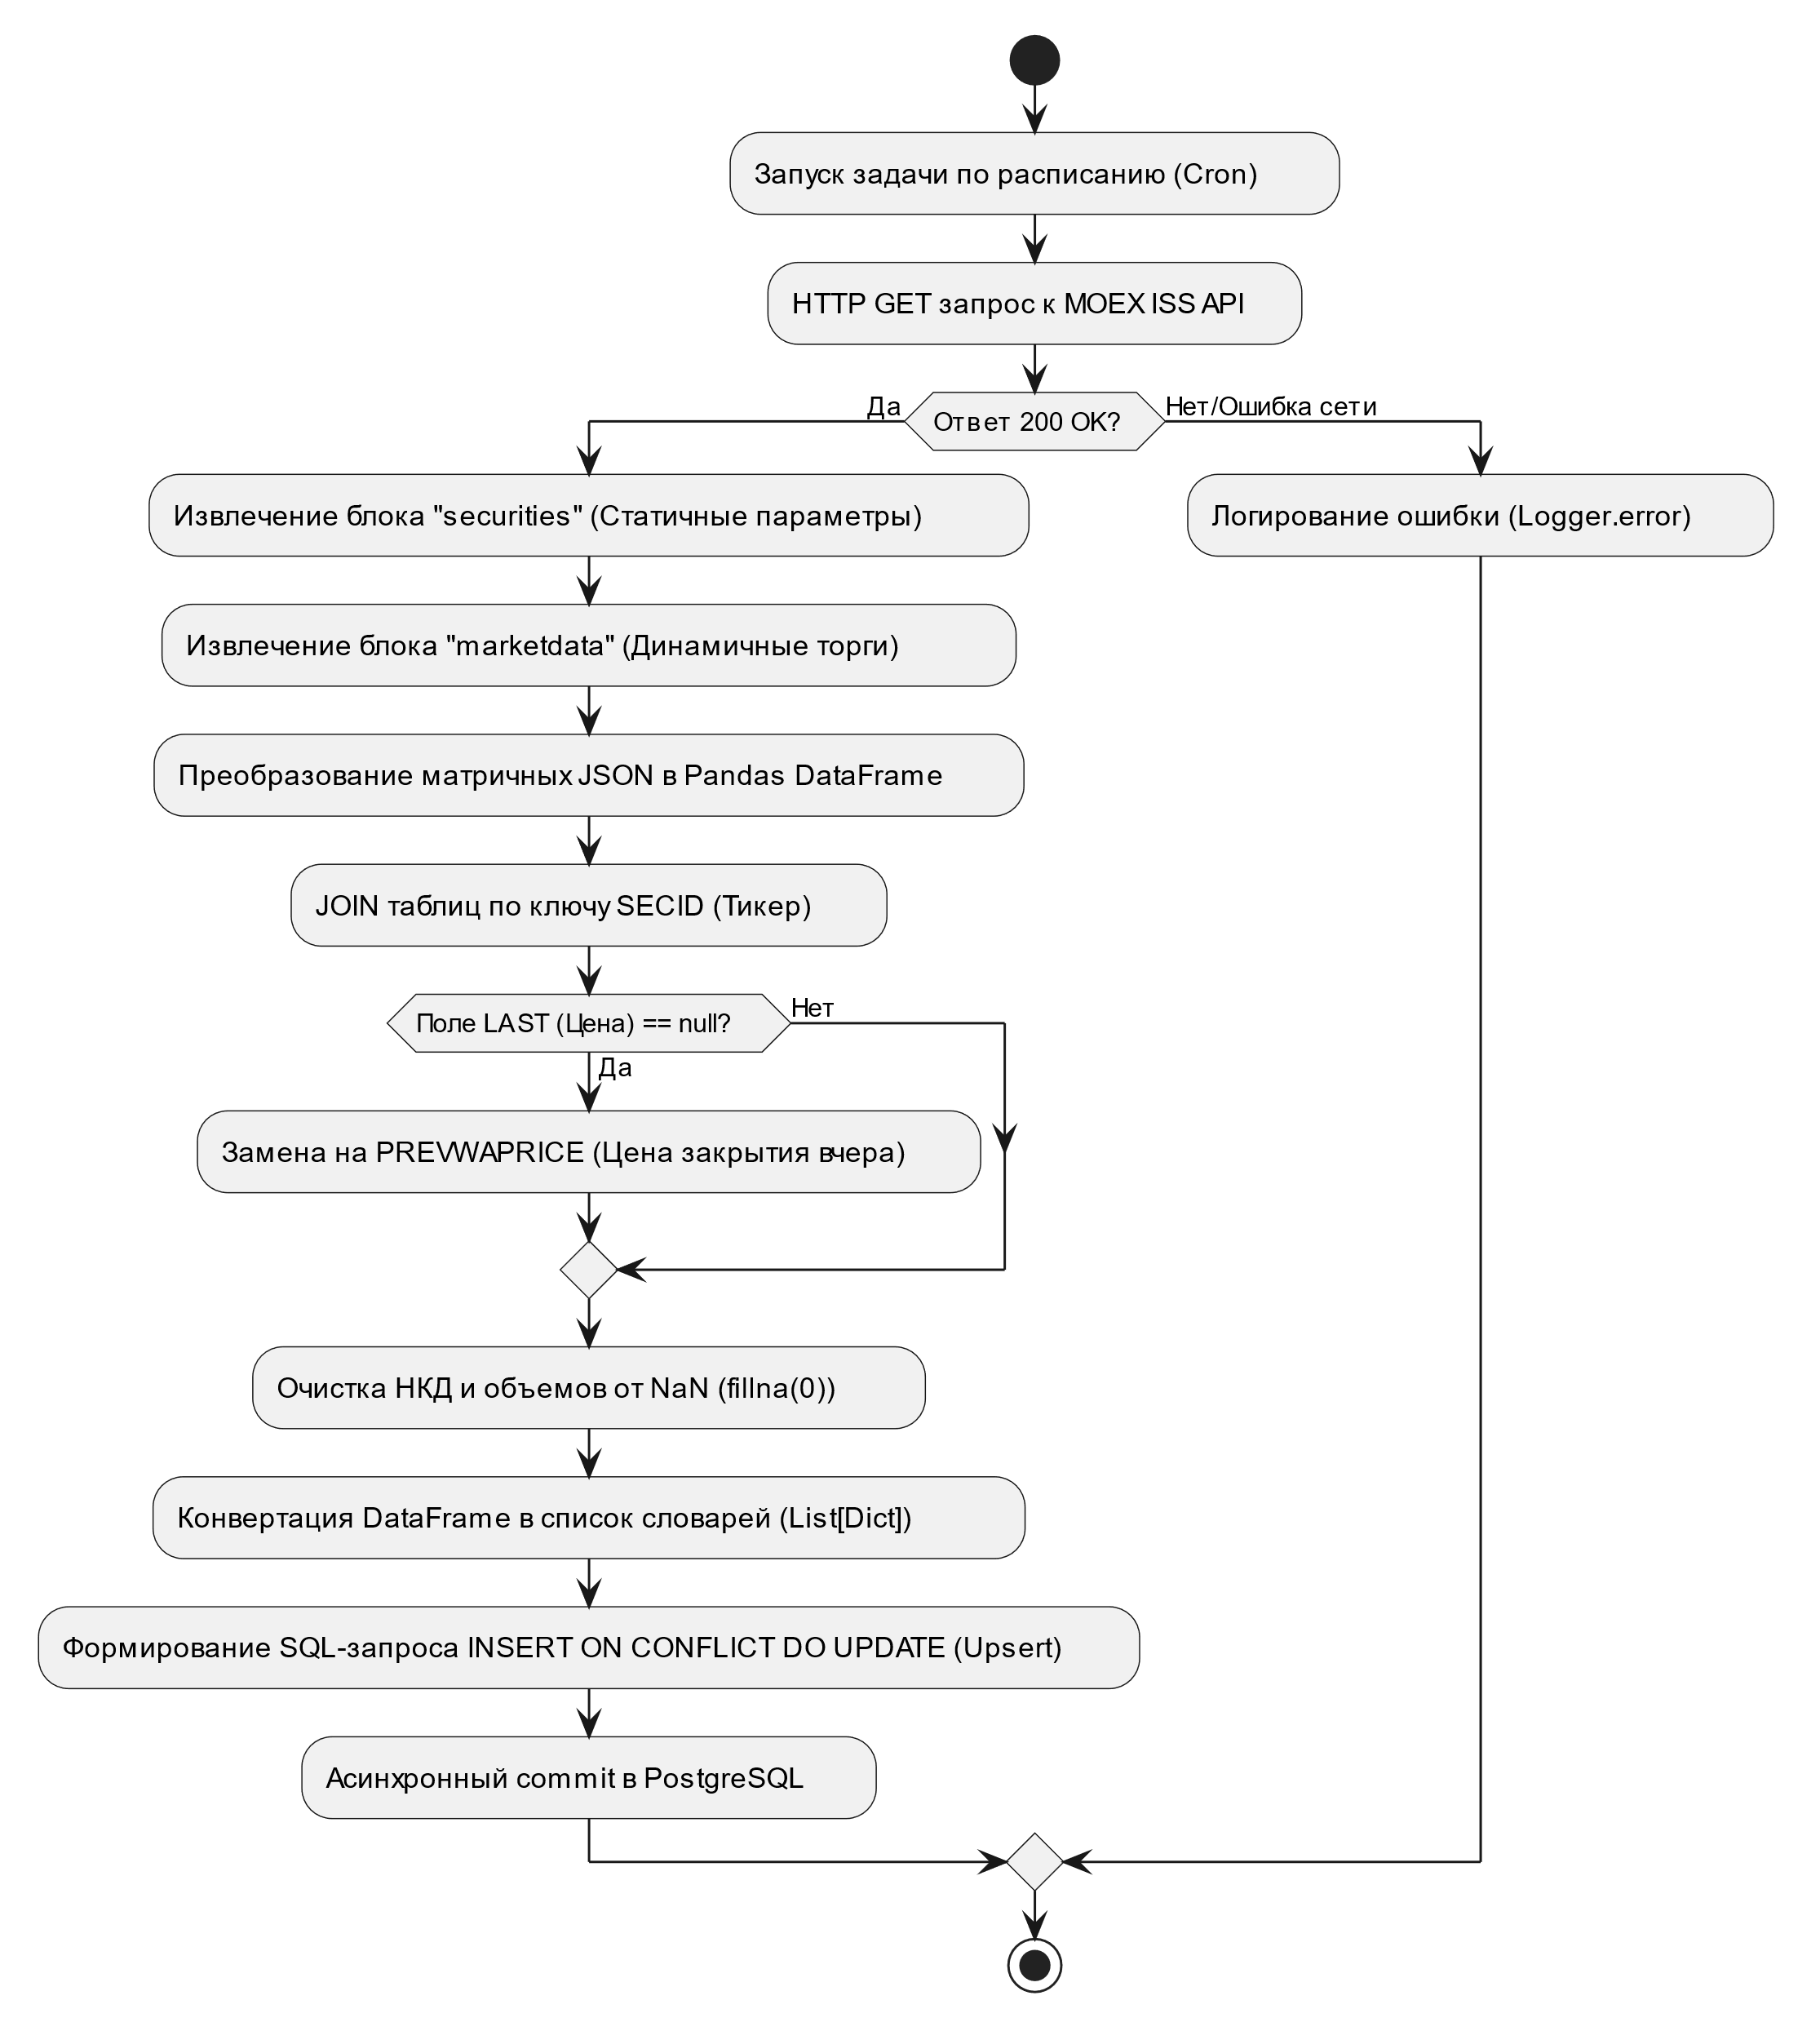 Запуск задачи по расписанию (Cron)
HTTP GET запрос к MOEX ISS API
Ответ 200 OK?
Да
Нет/Ошибка сети
Извлечение блока "securities" (Статичные параметры)
Логирование ошибки (Logger.error)
Извлечение блока "marketdata" (Динамичные торги)
Преобразование матричных JSON в Pandas DataFrame
JOIN таблиц по ключу SECID (Тикер)
Поле LAST (Цена) == null?
Нет
Да
Замена на PREVWAPRICE (Цена закрытия вчера)
Очистка НКД и объемов от NaN (fillna(0))
Конвертация DataFrame в список словарей (List[Dict])
Формирование SQL-запроса INSERT ON CONFLICT DO UPDATE (Upsert)
Асинхронный commit в PostgreSQL